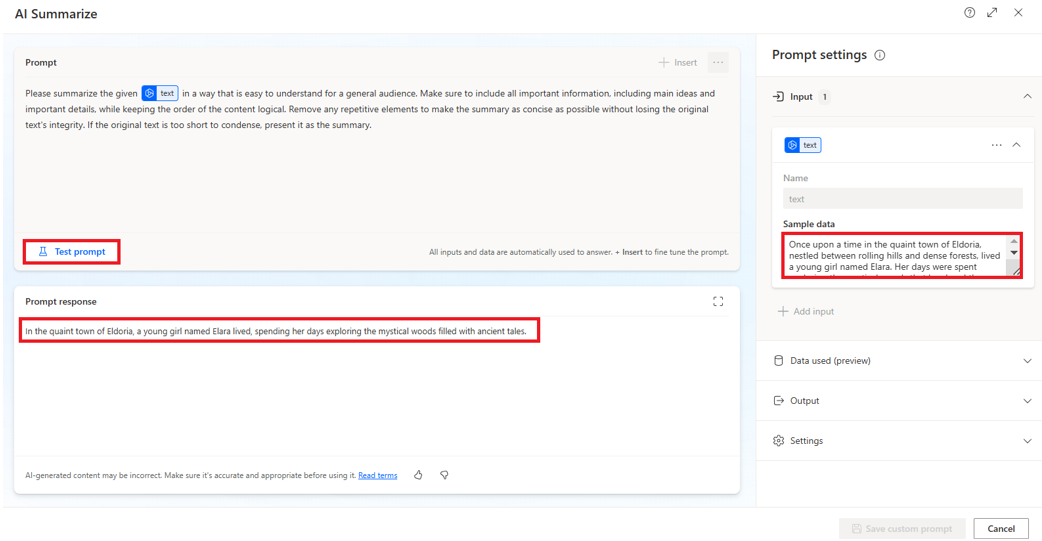 AI Summarize
Prompt
Insert
Please summarize the given text in a way that is easy to understand for a general audience. Make sure to include all important information, including main ideas and
important details, while keeping the order of the content logical. Remove any repetitive elements to make the summary as concise as possible without losing the original
text's integrity. If the original text is too short to condense, present it as the summary.
Test prompt
All inputs and data are automatically used to answer. + Insert to fine tune the prompt.
Prompt response
In the quaint town of Eldoria, a young girl named Elara lived, spending her days exploring the mystical woods filled with ancient tales.
AI-generated content may be incorrect. Make sure it's accurate and appropriate before using it. Read terms
Prompt settings
Input 1
text
Name
text
Sample data
Once upon a time in the quaint town of Eldoria,
nestled between rolling hills and dense forests, lived
a young girl named Elara. Her days were spent
Add input
Data used (preview)
Output
Settings
Save custom prompt
Cancel